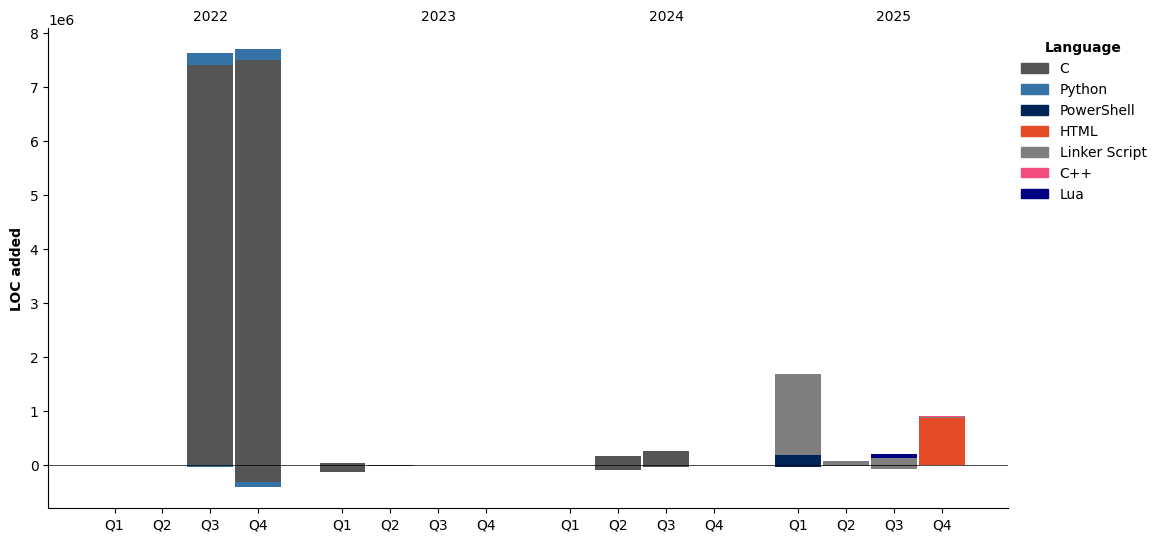 2022 2023 2024 2025
1e6
8
7
6
5
4
3
2
1
0
LOC added
Q1 Q2 Q3 Q4 Q1 Q2 Q3 Q4 Q1 Q2 Q3 Q4 Q1 Q2 Q3 Q4
Language
C
Python
PowerShell
HTML
Linker Script
C++
Lua